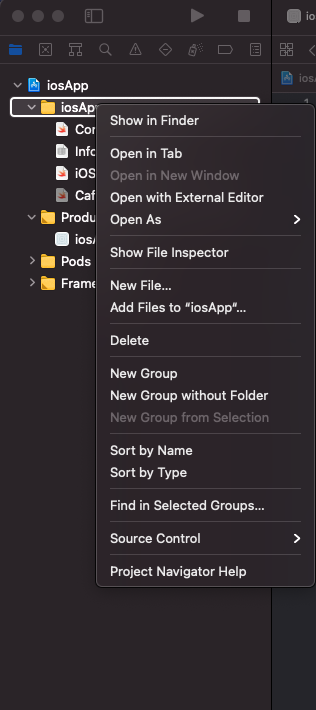 iosApp
iosApp
Show in Finder
Open in Tab
Open in New Window
Open with External Editor
Open As
Show File Inspector
New File...
Add Files to “iosApp“...
Delete
New Group
New Group without Folder
New Group from Selection
Sort by Name
Sort by Type
Find in Selected Groups...
Source Control
Project Navigator Help
Con
Info
iOS
Caf
Produ
iosA
Pods
Frame
iosA
1